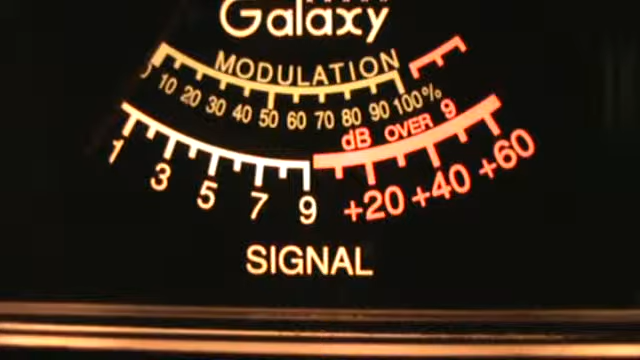 Galaxy
MODULATION
10 20 30 40 50 60 70 80 90 100%
dB OVER 9
1 3 5 7 9 +20 +40 +60
SIGNAL